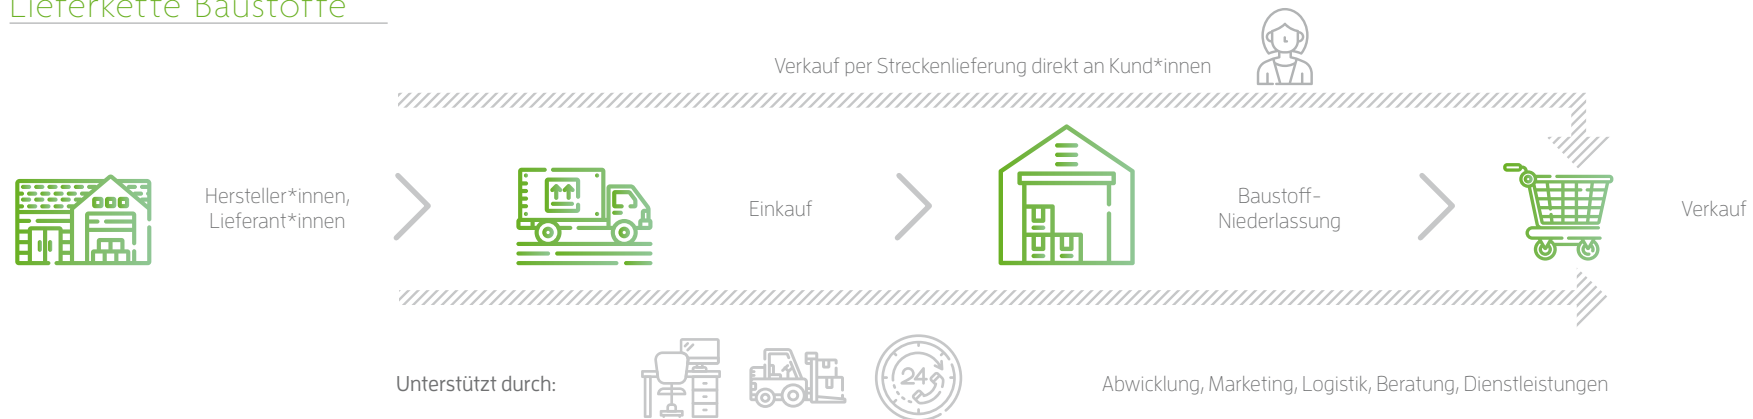 Lieferkette Baustoffe
Verkauf per Streckenlieferung direkt an Kund*innen
Hersteller*innen,
Lieferant*innen
Einkauf
Baustoff-
Niederlassung
Verkauf
Unterstützt durch:
24
Abwicklung, Marketing, Logistik, Beratung, Dienstleistungen